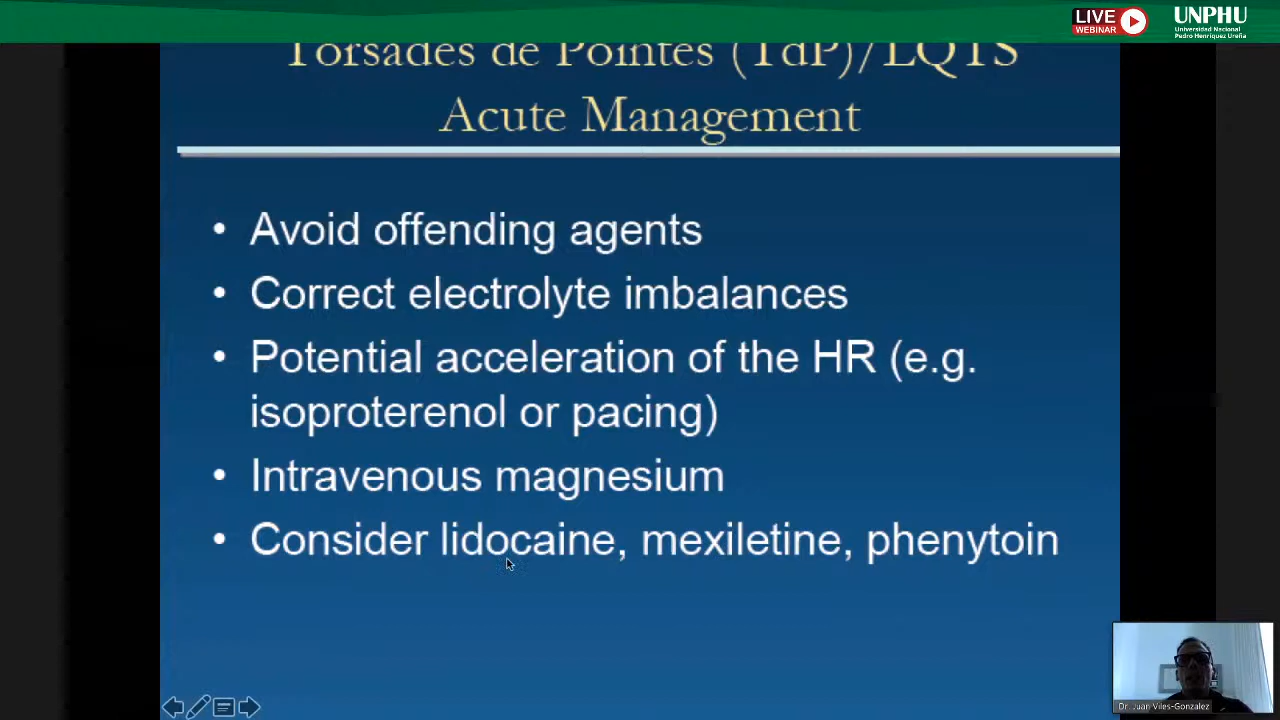 LIVE
WEBINAR
UNPHU
Universidad Nacional
Pedro Henríquez Ureña
Torsades de Pointes (TdP)/LQTS
Acute Management
• Avoid offending agents
• Correct electrolyte imbalances
• Potential acceleration of the HR (e.g.
isoproterenol or pacing)
• Intravenous magnesium
• Consider lidocaine, mexiletine, phenytoin
Dr. Juan Viles-Gonzalez